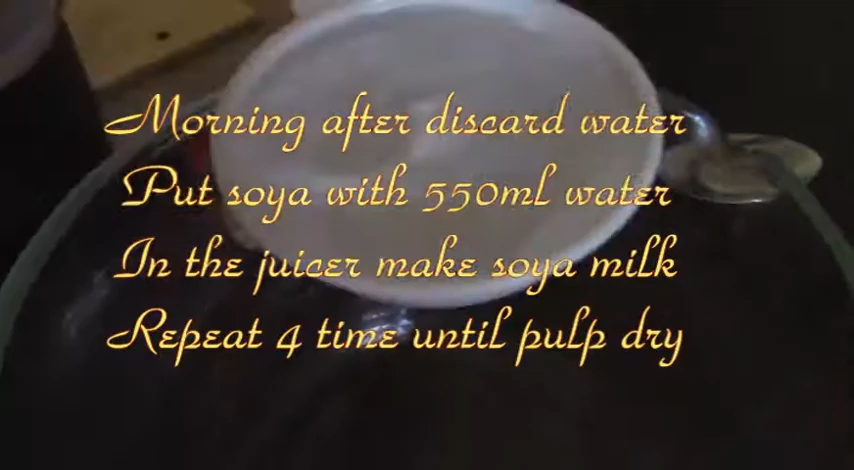 Morning after discard water
Put soya with 550ml water
In the juicer make soya milk
Repeat 4 time until pulp dry